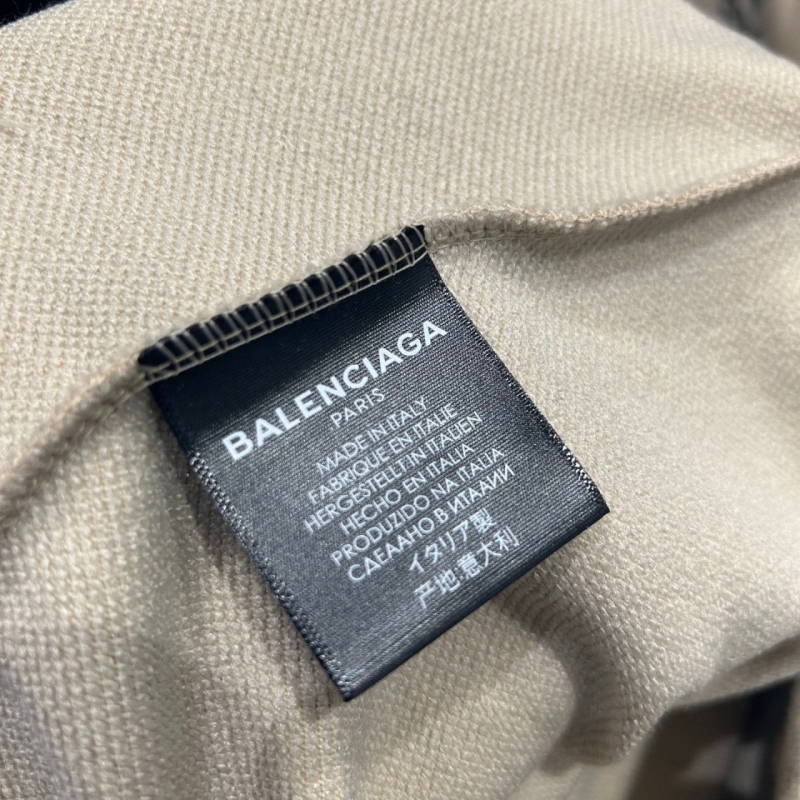 BALENCIAGA
PARIS
MADE IN ITALY
FABRIQUE EN ITALIE
HERGESTELLT IN ITALIEN
HECHO EN ITALIA
PRODUZIDO NA ITALIA
СДЕЛАНО В ИТАЛИИ
イタリア製
产地:意大利